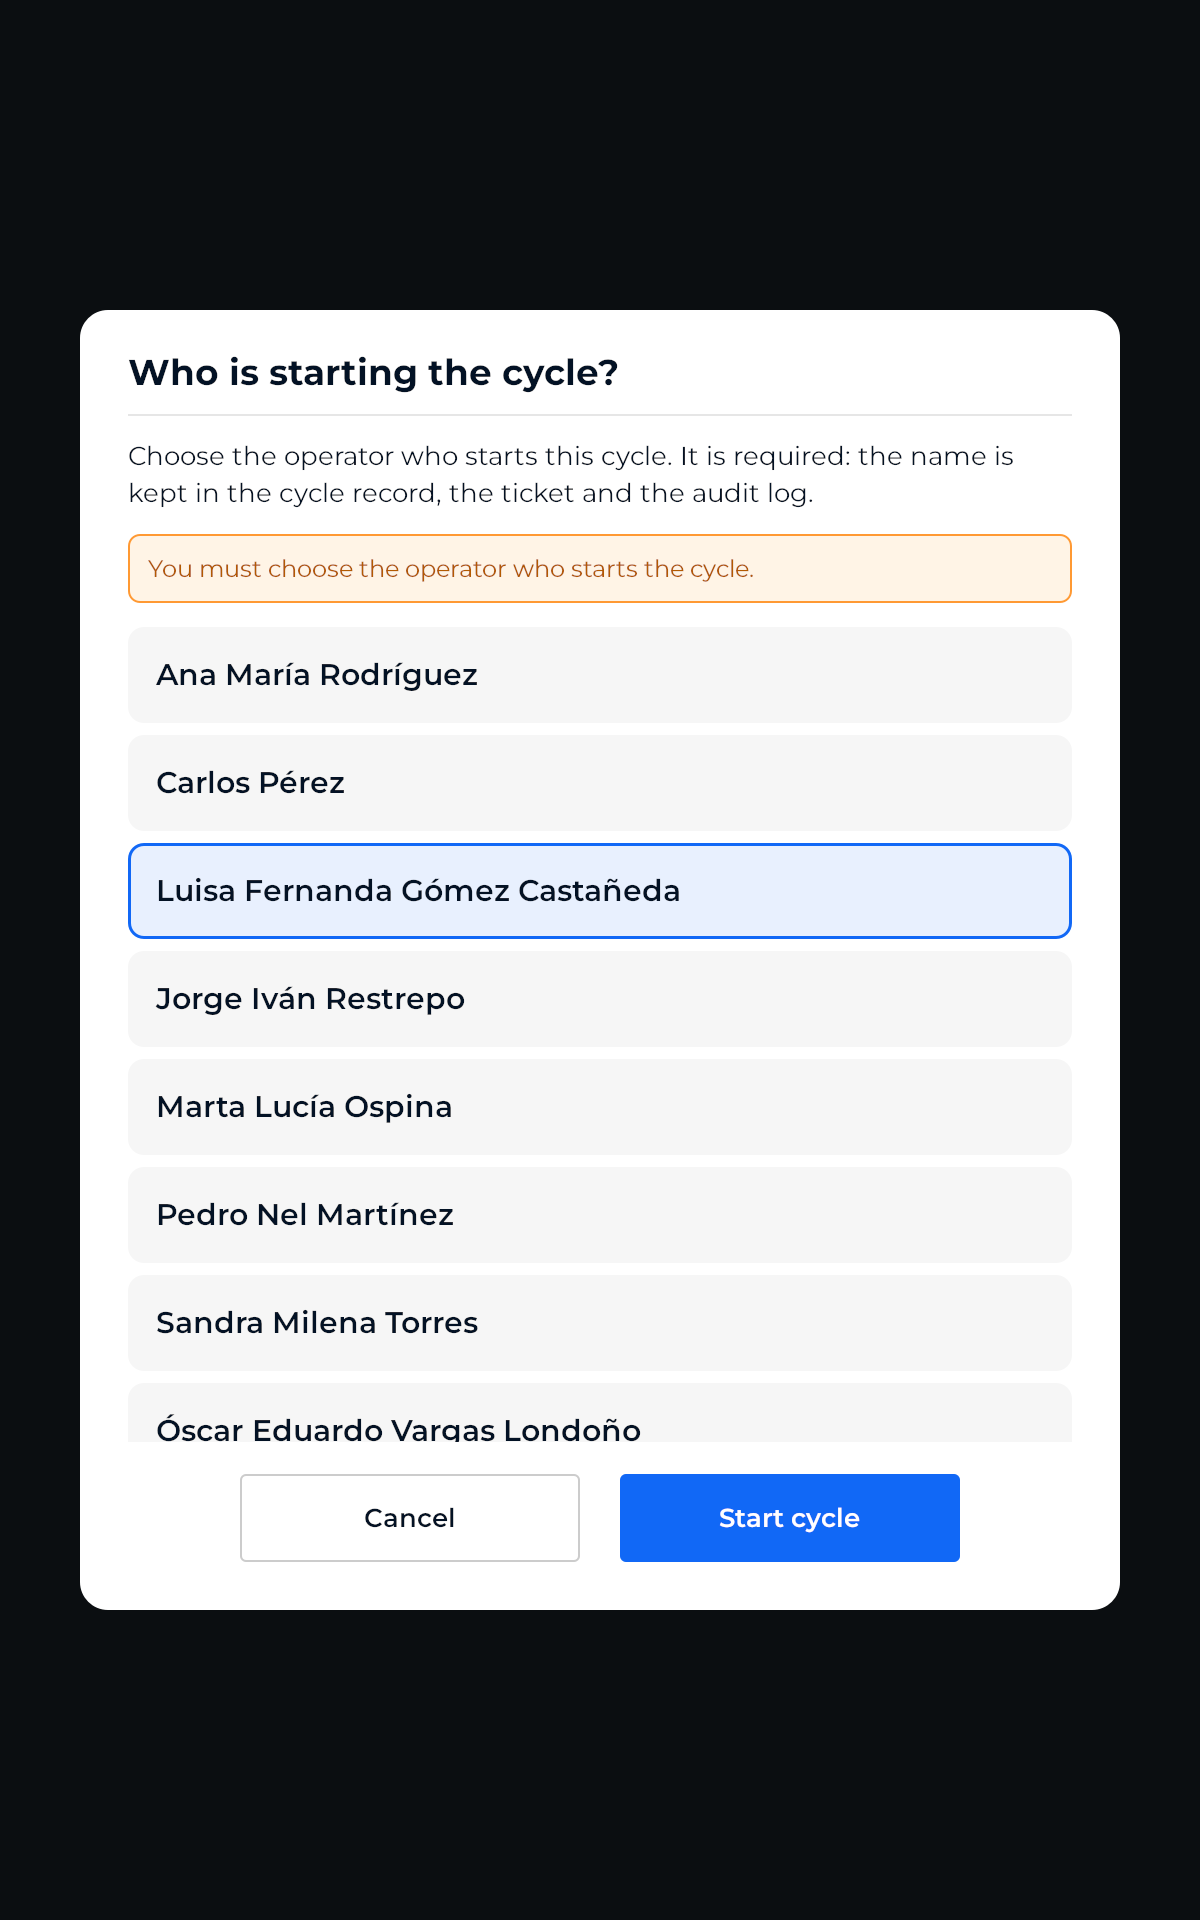 Who is starting the cycle?
Choose the operator who starts this cycle. It is required: the name is
kept in the cycle record, the ticket and the audit log.
You must choose the operator who starts the cycle.
Ana María Rodríguez
Carlos Pérez
Luisa Fernanda Gómez Castañeda
Jorge Iván Restrepo
Marta Lucía Ospina
Pedro Nel Martínez
Sandra Milena Torres
Óscar Eduardo Vargas Londoño
Cancel
Start cycle